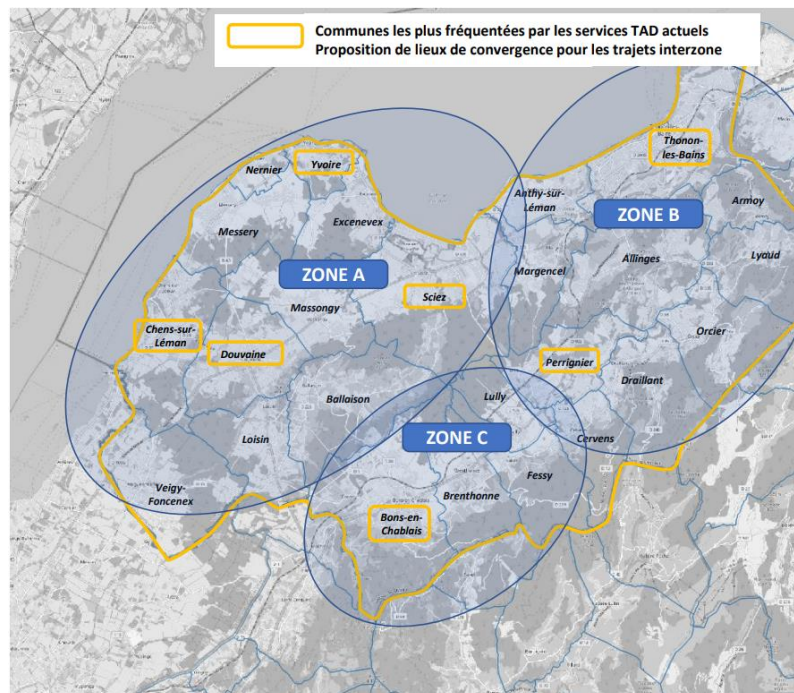 Communes les plus fréquentées par les services TAD actuels
Proposition de lieux de convergence pour les trajets interzone
Thonon-
les-Bains
Yvoire
Nernier
Anthy-sur-
Léman
Armoy
ZONE B
Excenevex
Messery
Lyaud
Allinges
Margencel
ZONE A
Sciez
Massongy
Chens-sur-
Léman
Orcier
Douvaine
Perrignier
Draillant
Ballaison
Lully
ZONE C
Cervens
Loisin
Fessy
Brenthonne
Veigy-
Foncenex
Bons-en-
Chablais